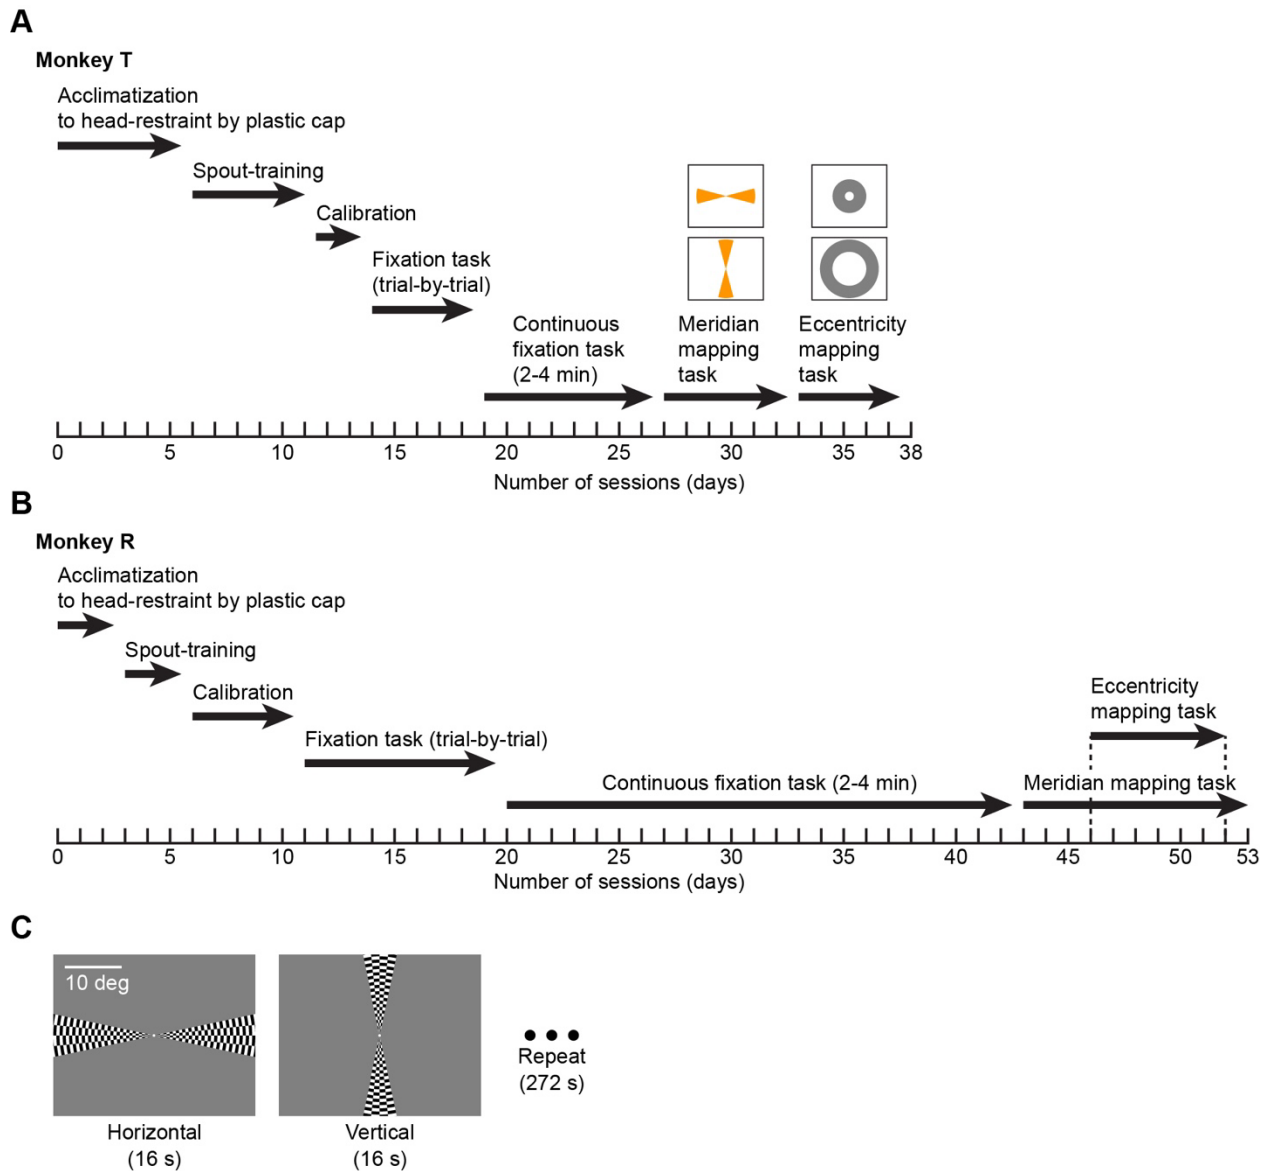 A
Monkey T
Acclimatization
to head-restraint by plastic cap
Spout-training
Calibration
Fixation task
(trial-by-trial)
Continuous
fixation task
(2-4 min)
Meridian
mapping
task
Eccentricity
mapping
task
0 5 10 15 20 25 30 35 38
Number of sessions (days)
B
Monkey R
Acclimatization
to head-restraint by plastic cap
Spout-training
Calibration
Fixation task (trial-by-trial)
Continuous fixation task (2-4 min)
Eccentricity
mapping task
Meridian mapping task
0 5 10 15 20 25 30 35 40 45 50 53
Number of sessions (days)
C
10 deg
Horizontal
(16 s)
Vertical
(16 s)
Repeat
(272 s)